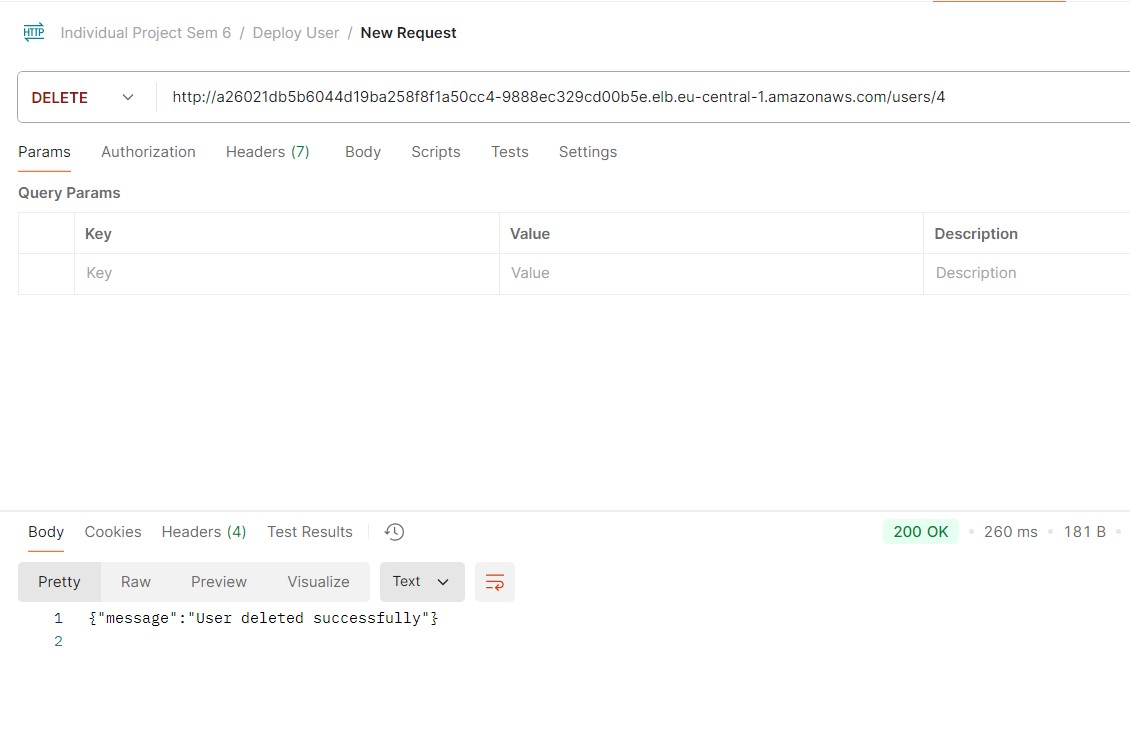 HTTP Individual Project Sem 6 / Deploy User / New Request
DELETE http://a26021db5b6044d19ba258f8f1a50cc4-9888ec329cd00b5e.elb.eu-central-1.amazonaws.com/users/4
Params Authorization Headers (7) Body Scripts Tests Settings
Query Params
Key Value Description
Key Value Description
Body Cookies Headers (4) Test Results 200 OK • 260 ms • 181 B •
Pretty Raw Preview Visualize Text
1 {"message":"User deleted successfully"}
2